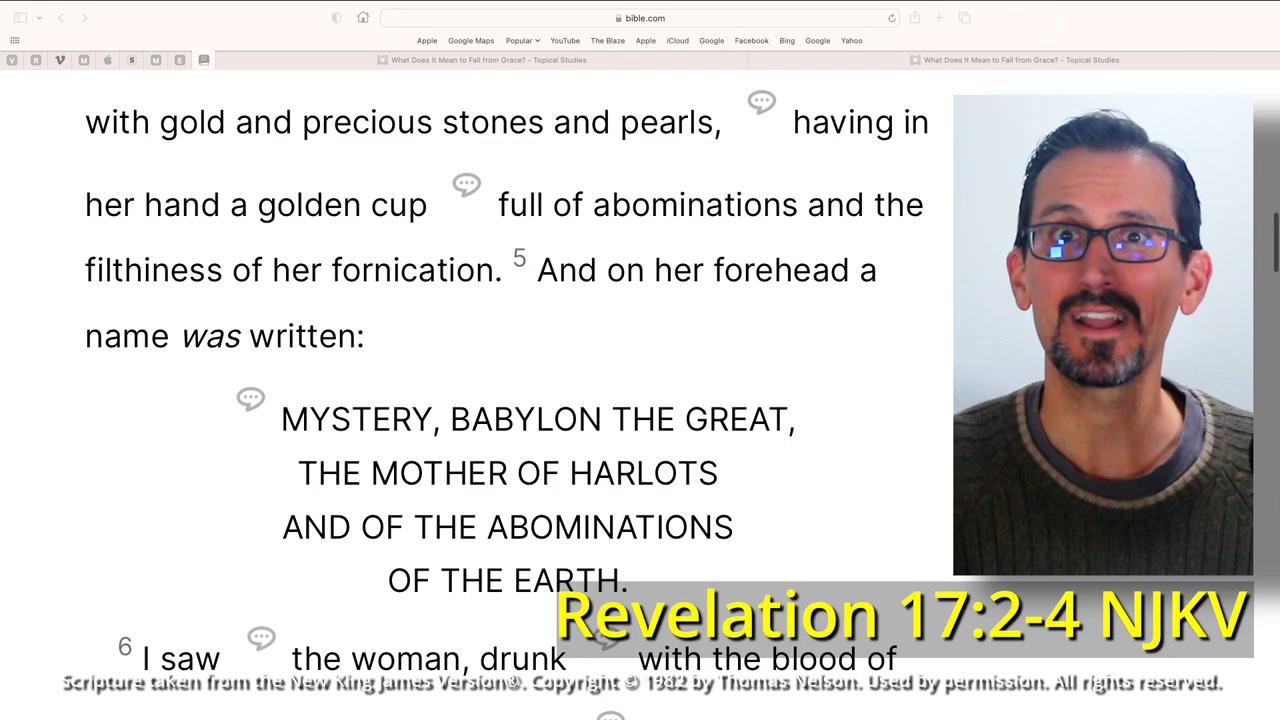 bible.com
Apple Google Maps Popular YouTube The Blaze Apple iCloud Google Facebook Bing Google Yahoo
V R M S M E What Does It Mean to Fall from Grace? - Topical Studies What Does It Mean to Fall from Grace? - Topical Studies
with gold and precious stones and pearls, having in
her hand a golden cup full of abominations and the
filthiness of her fornication. 5 And on her forehead a
name was written:
MYSTERY, BABYLON THE GREAT,
THE MOTHER OF HARLOTS
AND OF THE ABOMINATIONS
OF THE EARTH.
Revelation 17:2-4 NJKV
6 I saw the woman, drunk with the blood of
Scripture taken from the New King James Version®. Copyright © 1982 by Thomas Nelson. Used by permission. All rights reserved.